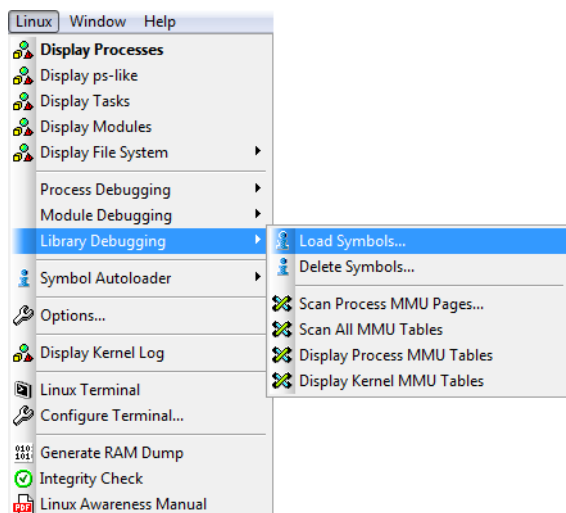 Linux Window Help
Display Processes
Display ps-like
Display Tasks
Display Modules
Display File System
Process Debugging
Module Debugging
Library Debugging
Symbol Autoloader
Options...
Display Kernel Log
Linux Terminal
Configure Terminal...
Generate RAM Dump
Integrity Check
Linux Awareness Manual
Load Symbols...
Delete Symbols...
Scan Process MMU Pages...
Scan All MMU Tables
Display Process MMU Tables
Display Kernel MMU Tables